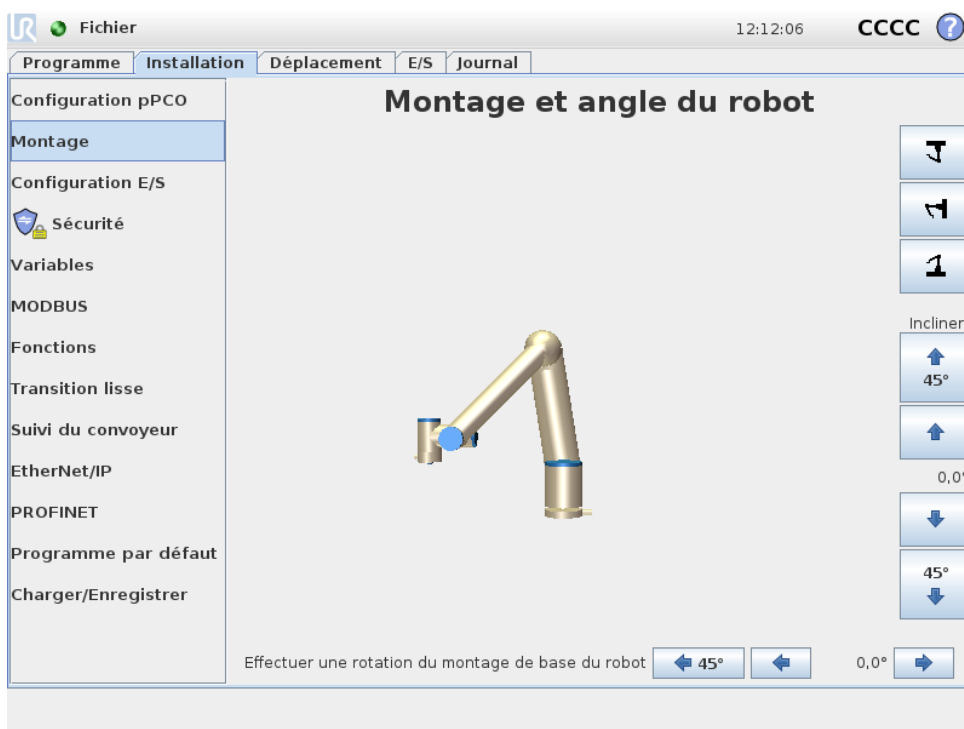 UR Fichier 12:12:06 CCCC ?
Programme Installation Déplacement E/S Journal
Configuration pPCO
Montage
Configuration E/S
Sécurité
Variables
MODBUS
Fonctions
Transition lisse
Suivi du convoyeur
EtherNet/IP
PROFINET
Programme par défaut
Charger/Enregistrer
Montage et angle du robot
Incliner
45°
0,0°
45°
Effectuer une rotation du montage de base du robot 45° 0,0°